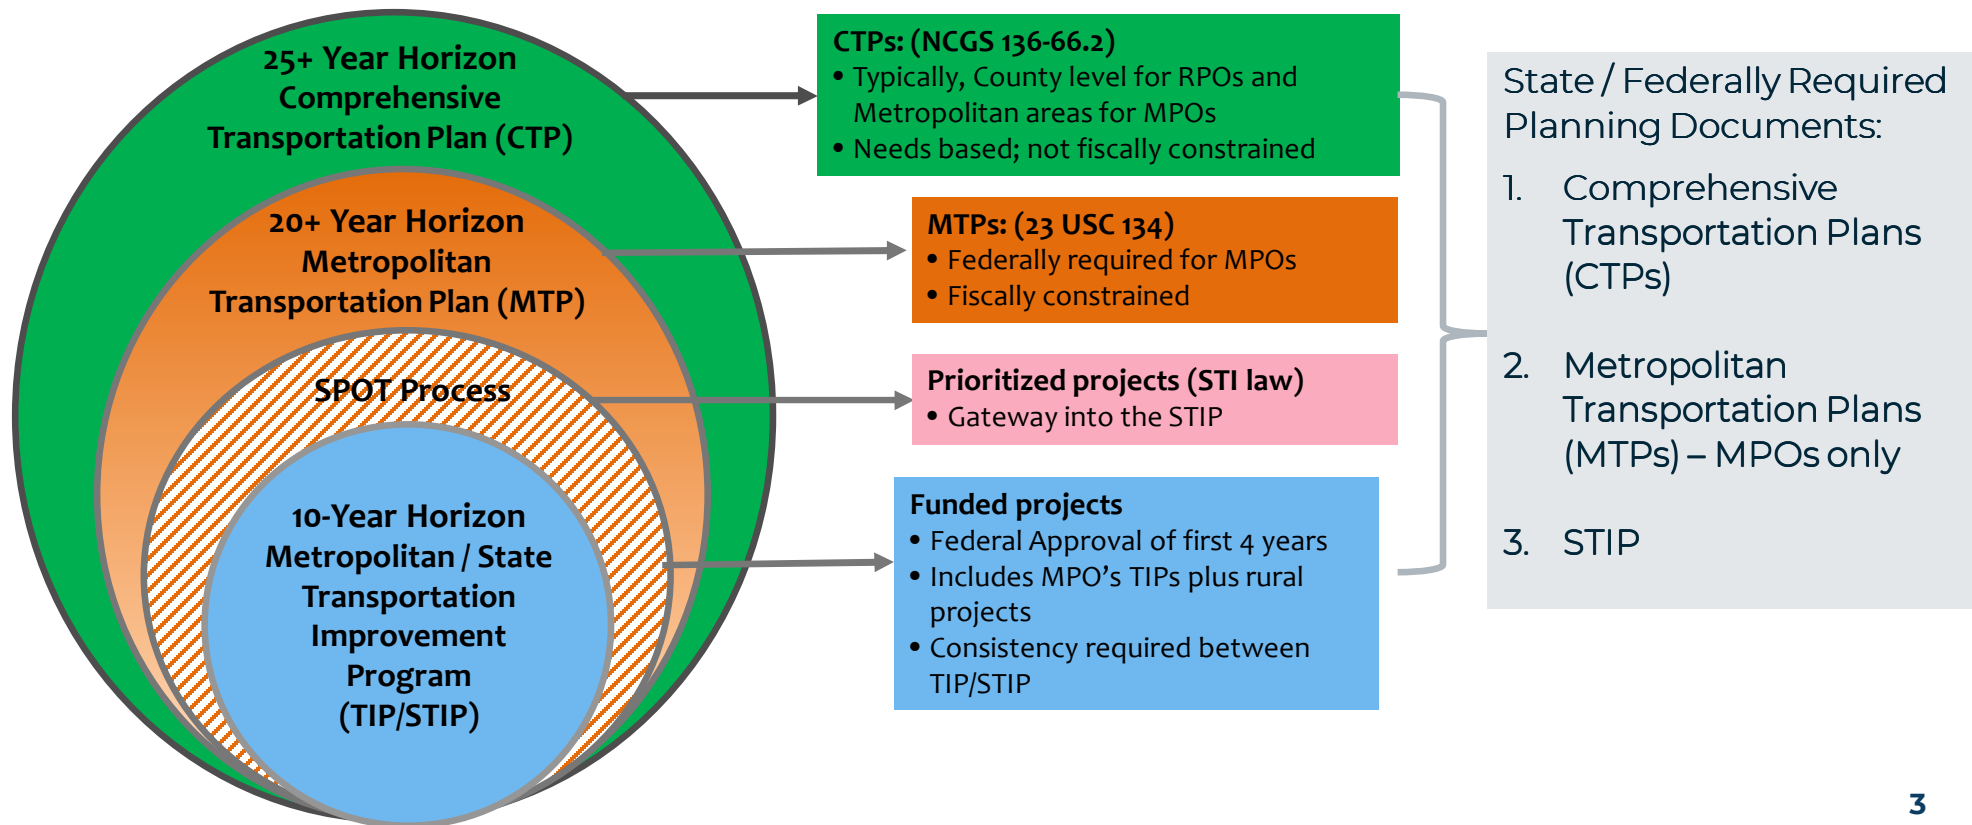 25+ Year Horizon
Comprehensive
Transportation Plan (CTP)
20+ Year Horizon
Metropolitan
Transportation Plan (MTP)
SPOT Process
10-Year Horizon
Metropolitan / State
Transportation
Improvement
Program
(TIP/STIP)
CTPs: (NCGS 136-66.2)
• Typically, County level for RPOs and
Metropolitan areas for MPOs
• Needs based; not fiscally constrained
MTPs: (23 USC 134)
• Federally required for MPOs
• Fiscally constrained
Prioritized projects (STI law)
• Gateway into the STIP
Funded projects
• Federal Approval of first 4 years
• Includes MPO’s TIPs plus rural
projects
• Consistency required between
TIP/STIP
State / Federally Required
Planning Documents:
1. Comprehensive
Transportation Plans
(CTPs)
2. Metropolitan
Transportation Plans
(MTPs) – MPOs only
3. STIP
3